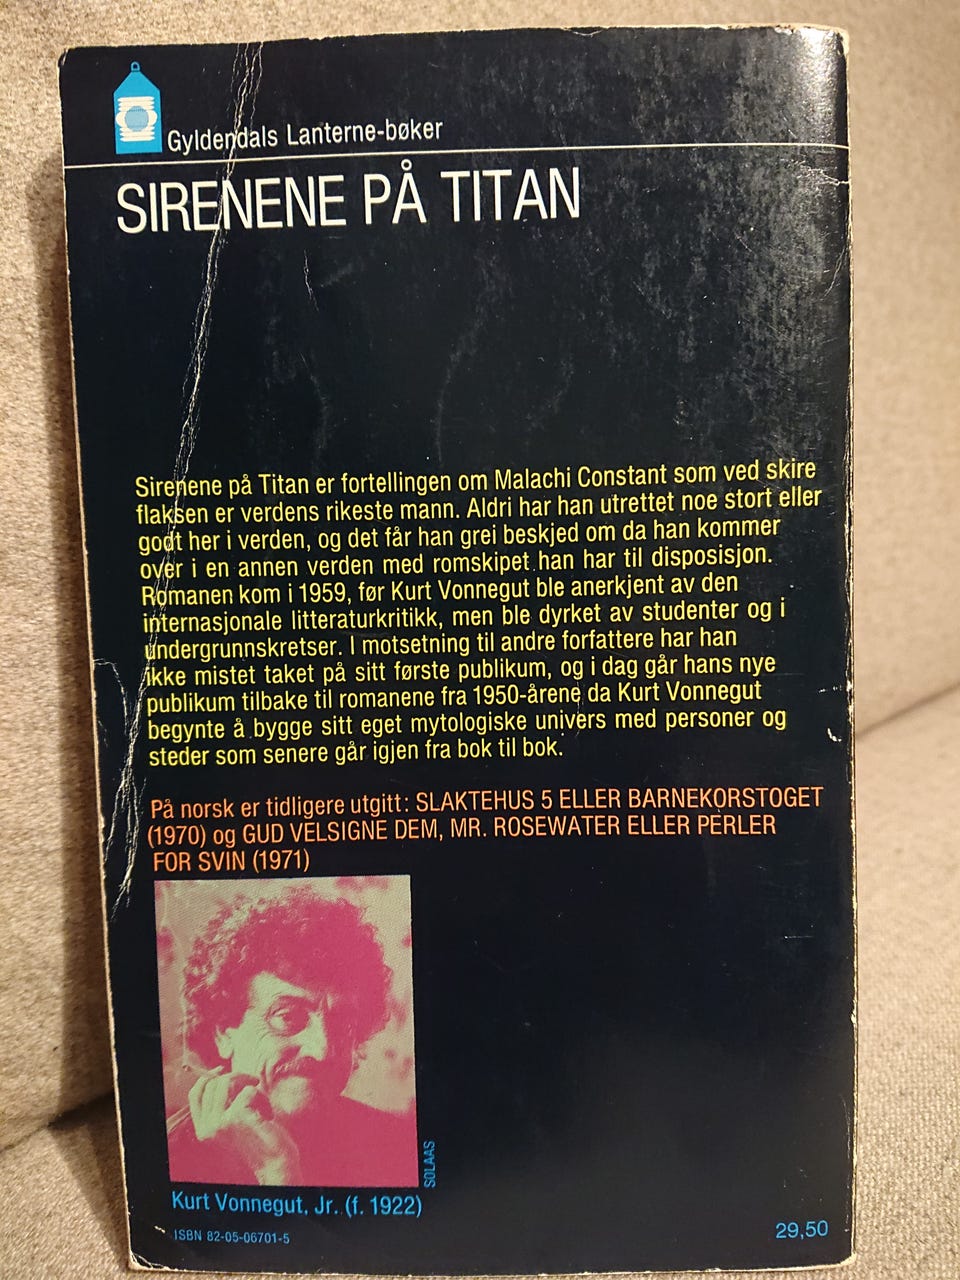 Gyldendals Lanterne-bøker
SIRENENE PÅ TITAN
Sirenene på Titan er fortellingen om Malachi Constant som ved skire
flaksen er verdens rikeste mann. Aldri har han utrettet noe stort eller
godt her i verden, og det får han grei beskjed om da han kommer
over i en annen verden med romskipet han har til disposisjon.
Romanen kom i 1959, før Kurt Vonnegut ble anerkjent av den
internasjonale litteraturkritikk, men ble dyrket av studenter og i
undergrunnskretser. I motsetning til andre forfattere har han
ikke mistet taket på sitt første publikum, og i dag går hans nye
publikum tilbake til romanene fra 1950-årene da Kurt Vonnegut
begynte å bygge sitt eget mytologiske univers med personer og
steder som senere går igjen fra bok til bok.
På norsk er tidligere utgitt: SLAKTEHUS 5 ELLER BARNEKORSTOGET
(1970) og GUD VELSIGNE DEM, MR. ROSEWATER ELLER PERLER
FOR SVIN (1971)
SOLAAS
Kurt Vonnegut, Jr. (f. 1922)
ISBN 82-05-06701-5
29,50